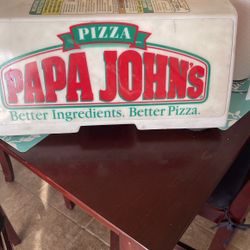 PIZZA
PAPA JOHN'S
Better Ingredients. Better Pizza.